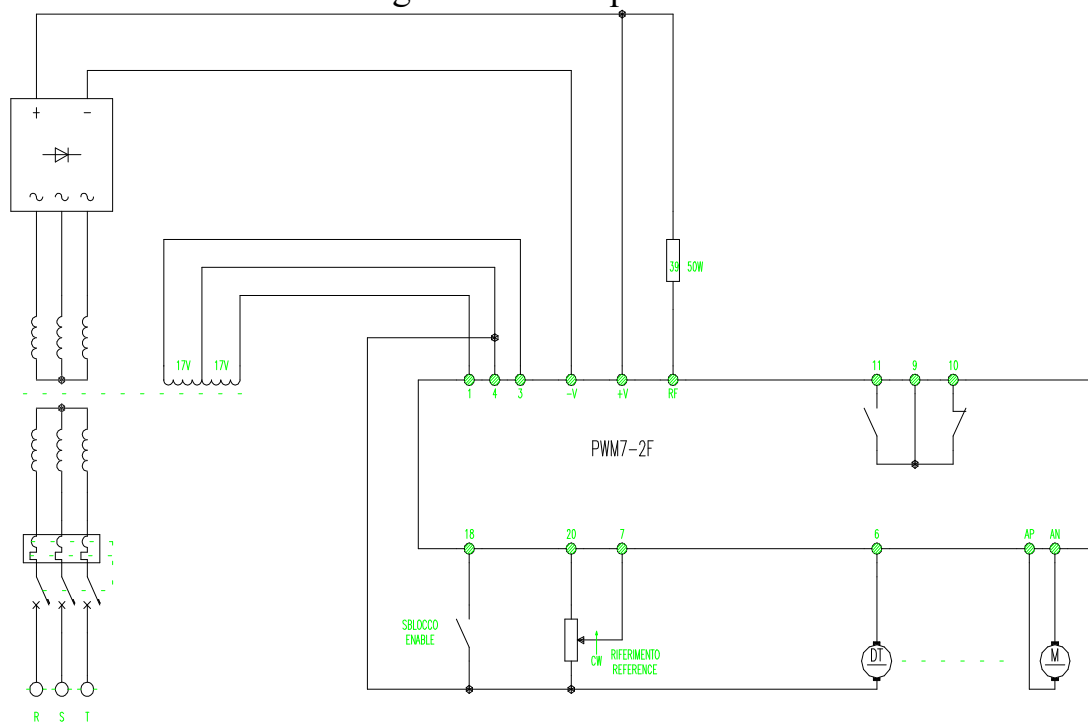 + -
39 50W
17V 17V
11 9 10
1 4 3 -V +V RF
PWM7-2F
18 20 7 6 AP AN
SBLOCCO
ENABLE
CW
RIFERIMENTO
REFERENCE
DT M
R S T